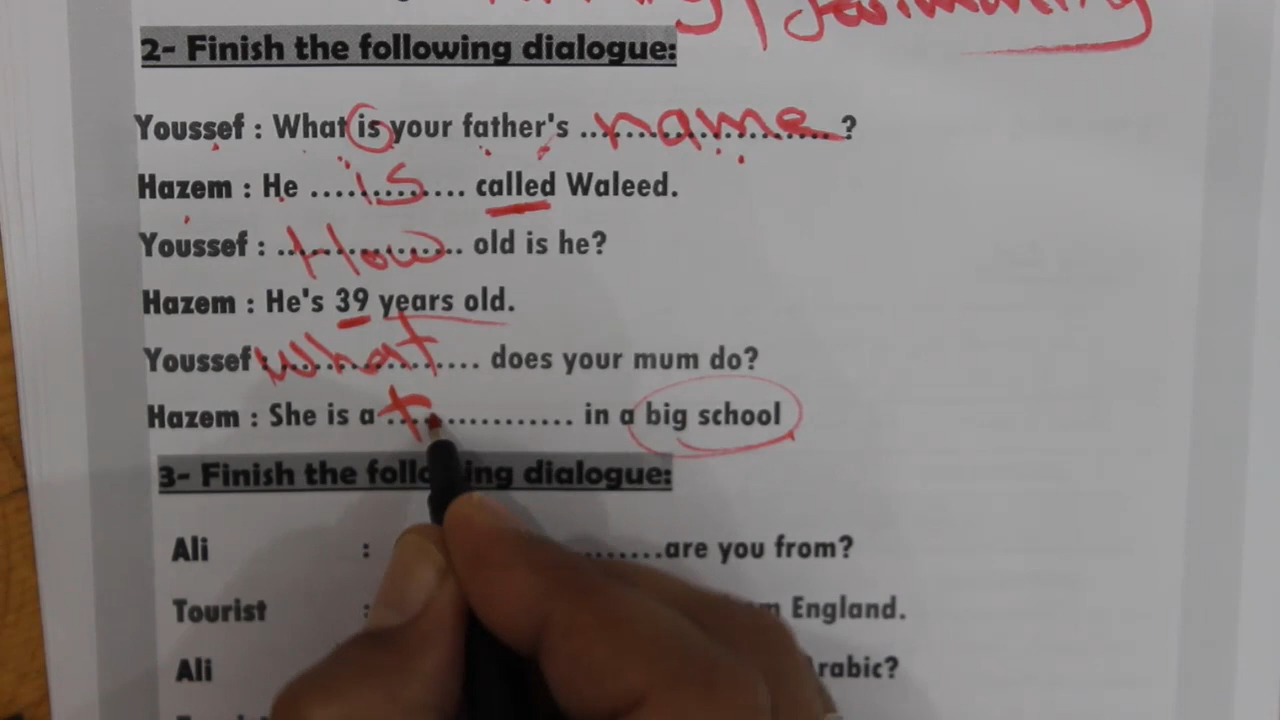 2- Finish the following dialogue:
Youssef : What is your father's ...name...?
Hazem : He ....is.... called Waleed.
Youssef : ...How... old is he?
Hazem : He's 39 years old.
Youssef : ...What... does your mum do?
Hazem : She is a t............... in a big school
3- Finish the following dialogue:
Ali : ........are you from?
Tourist : England.
Ali